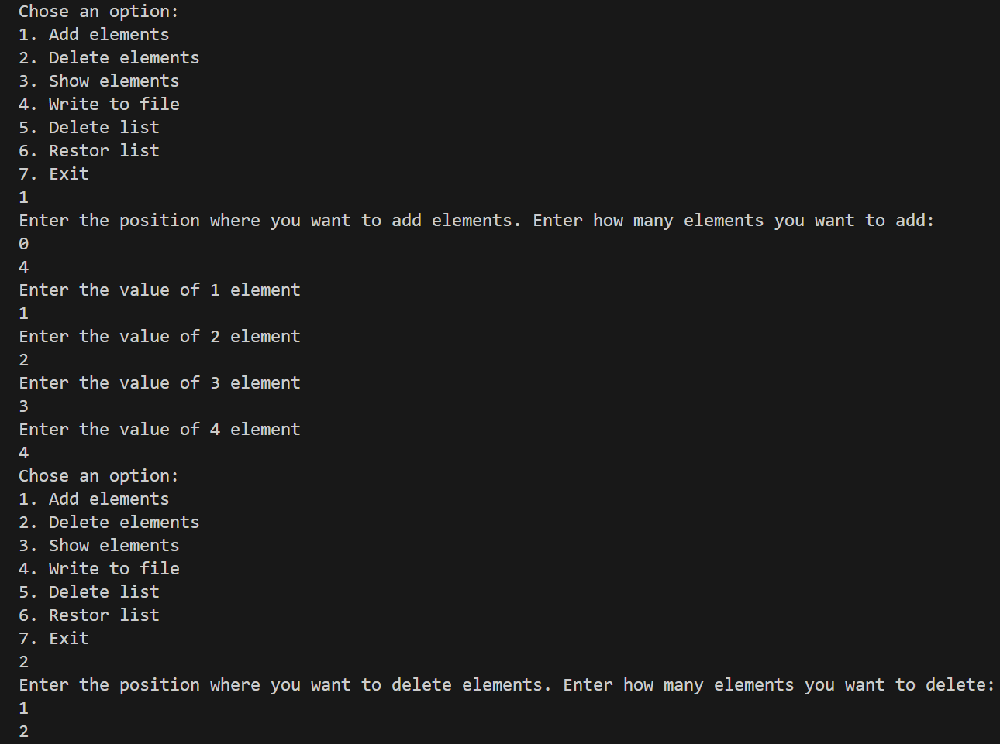 Chose an option:
1. Add elements
2. Delete elements
3. Show elements
4. Write to file
5. Delete list
6. Restor list
7. Exit
1
Enter the position where you want to add elements. Enter how many elements you want to add:
0
4
Enter the value of 1 element
1
Enter the value of 2 element
2
Enter the value of 3 element
3
Enter the value of 4 element
4
Chose an option:
1. Add elements
2. Delete elements
3. Show elements
4. Write to file
5. Delete list
6. Restor list
7. Exit
2
Enter the position where you want to delete elements. Enter how many elements you want to delete:
1
2